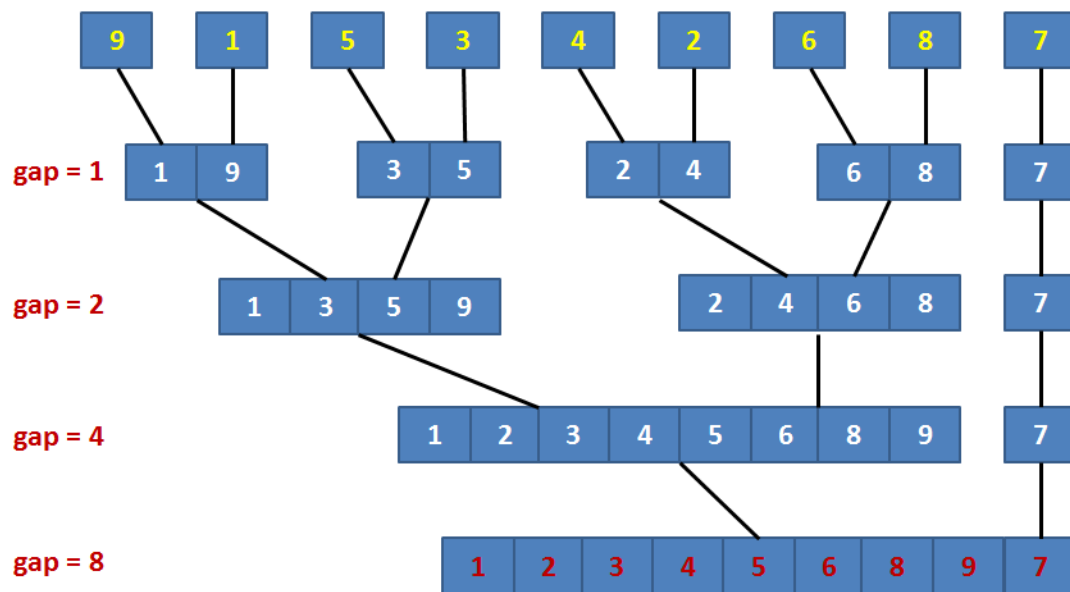 9 1 5 3 4 2 6 8 7
gap = 1 1 9 3 5 2 4 6 8 7
gap = 2 1 3 5 9 2 4 6 8 7
gap = 4 1 2 3 4 5 6 8 9 7
gap = 8 1 2 3 4 5 6 8 9 7